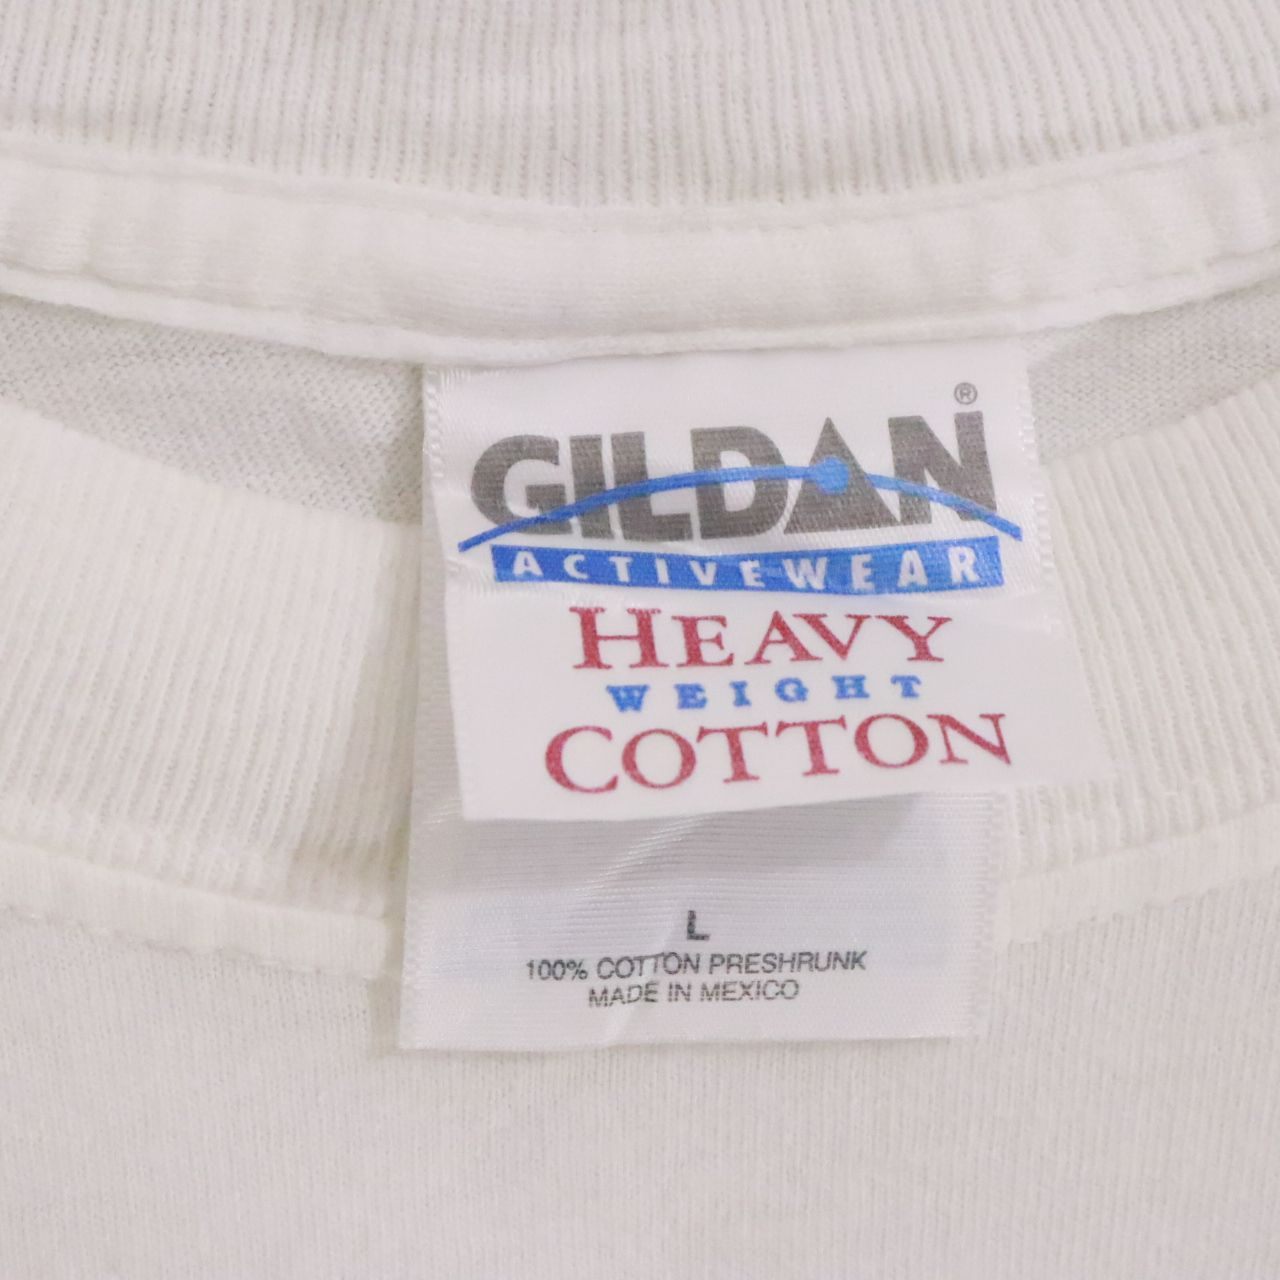 GILDAN®
ACTIVEWEAR
HEAVY
WEIGHT
COTTON
L
100% COTTON PRESHRUNK
MADE IN MEXICO